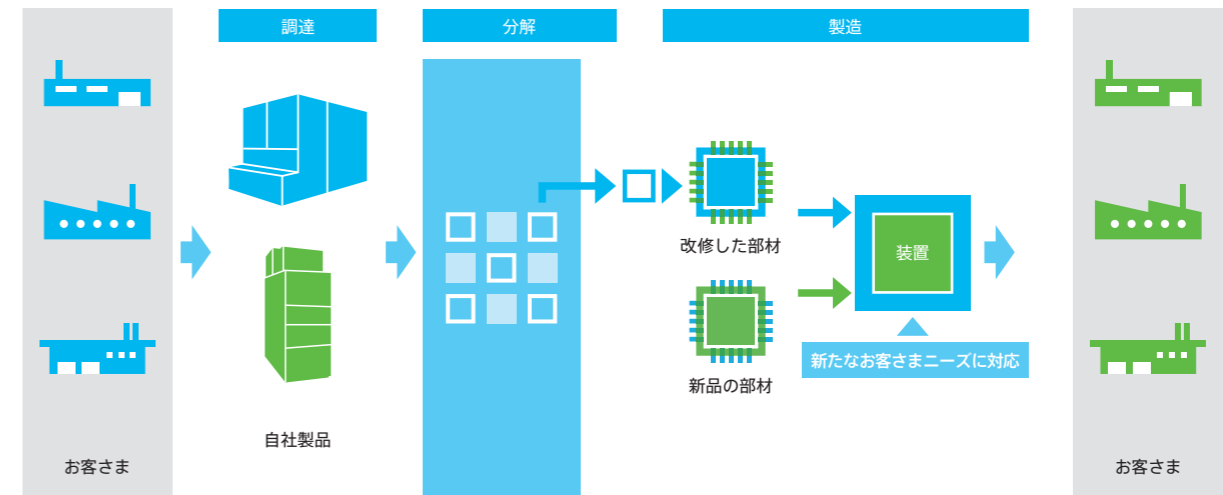 調達
分解
製造
改修した部材
装置
新品の部材
新たなお客さまニーズに対応
自社製品
お客さま
お客さま